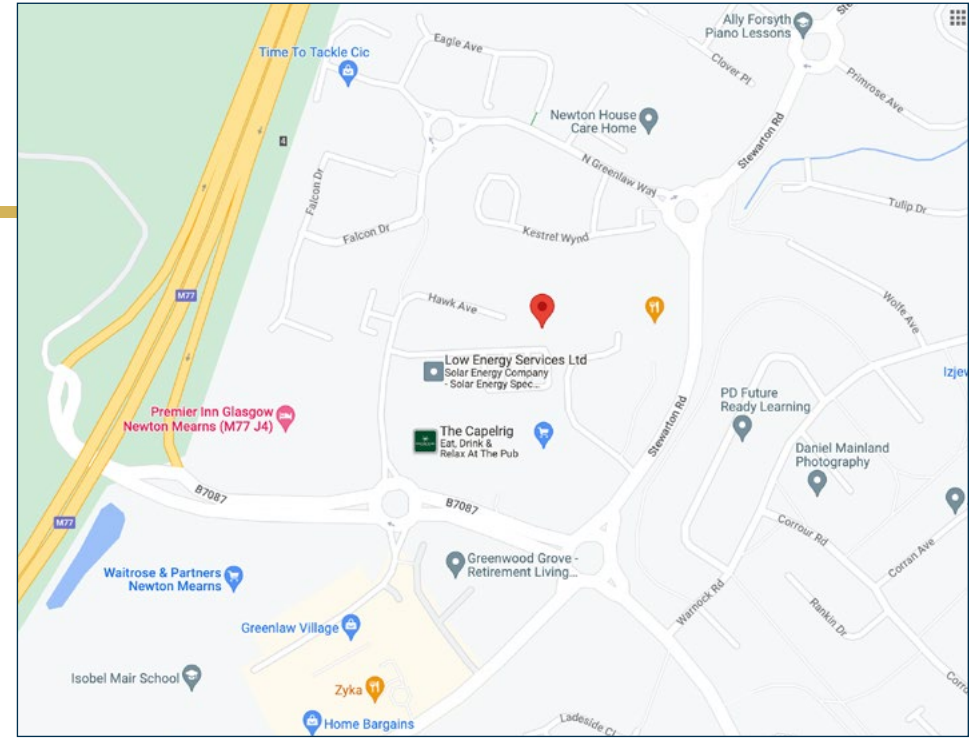 Ally Forsyth
Piano Lessons
Eagle Ave
Time To Tackle Cic
Clover Pl
Primrose Ave
Newton House
Care Home
4
Stewarton Rd
N Greenlaw Way
Falcon Dr
Tulip Dr
Falcon Dr
Kestrel Wynd
M77
Hawk Ave
Wolfe Ave
Low Energy Services Ltd
Solar Energy Company
- Solar Energy Spec...
PD Future
Ready Learning
Premier Inn Glasgow
Newton Mearns (M77 J4)
The Capelrig
Eat, Drink &
Relax At The Pub
Stewarton Rd
Daniel Mainland
Photography
B7087
B7087
M77
Corrour Rd
Corran Ave
Greenwood Grove -
Retirement Living...
Waitrose & Partners
Newton Mearns
Warnock Rd
Rankin Dr
Greenlaw Village
Isobel Mair School
Zyka
Home Bargains